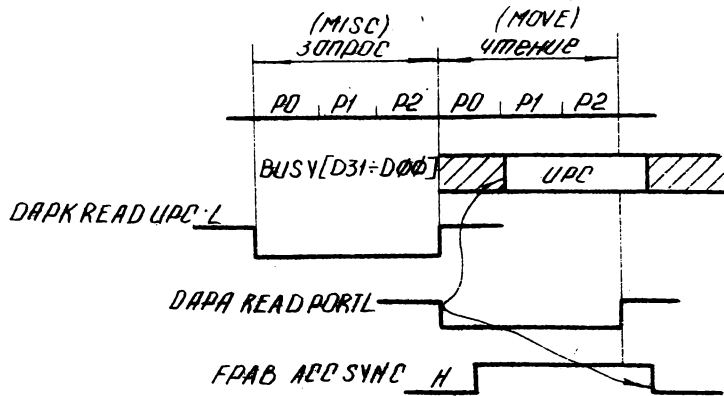 (MISC) (MOVE)
запрос чтение
P0 P1 P2 P0 P1 P2
BUSY[D31÷D00] UPC
DAPK READ UPC L
DAPA READ PORT L
FPAB ACC SYNC H